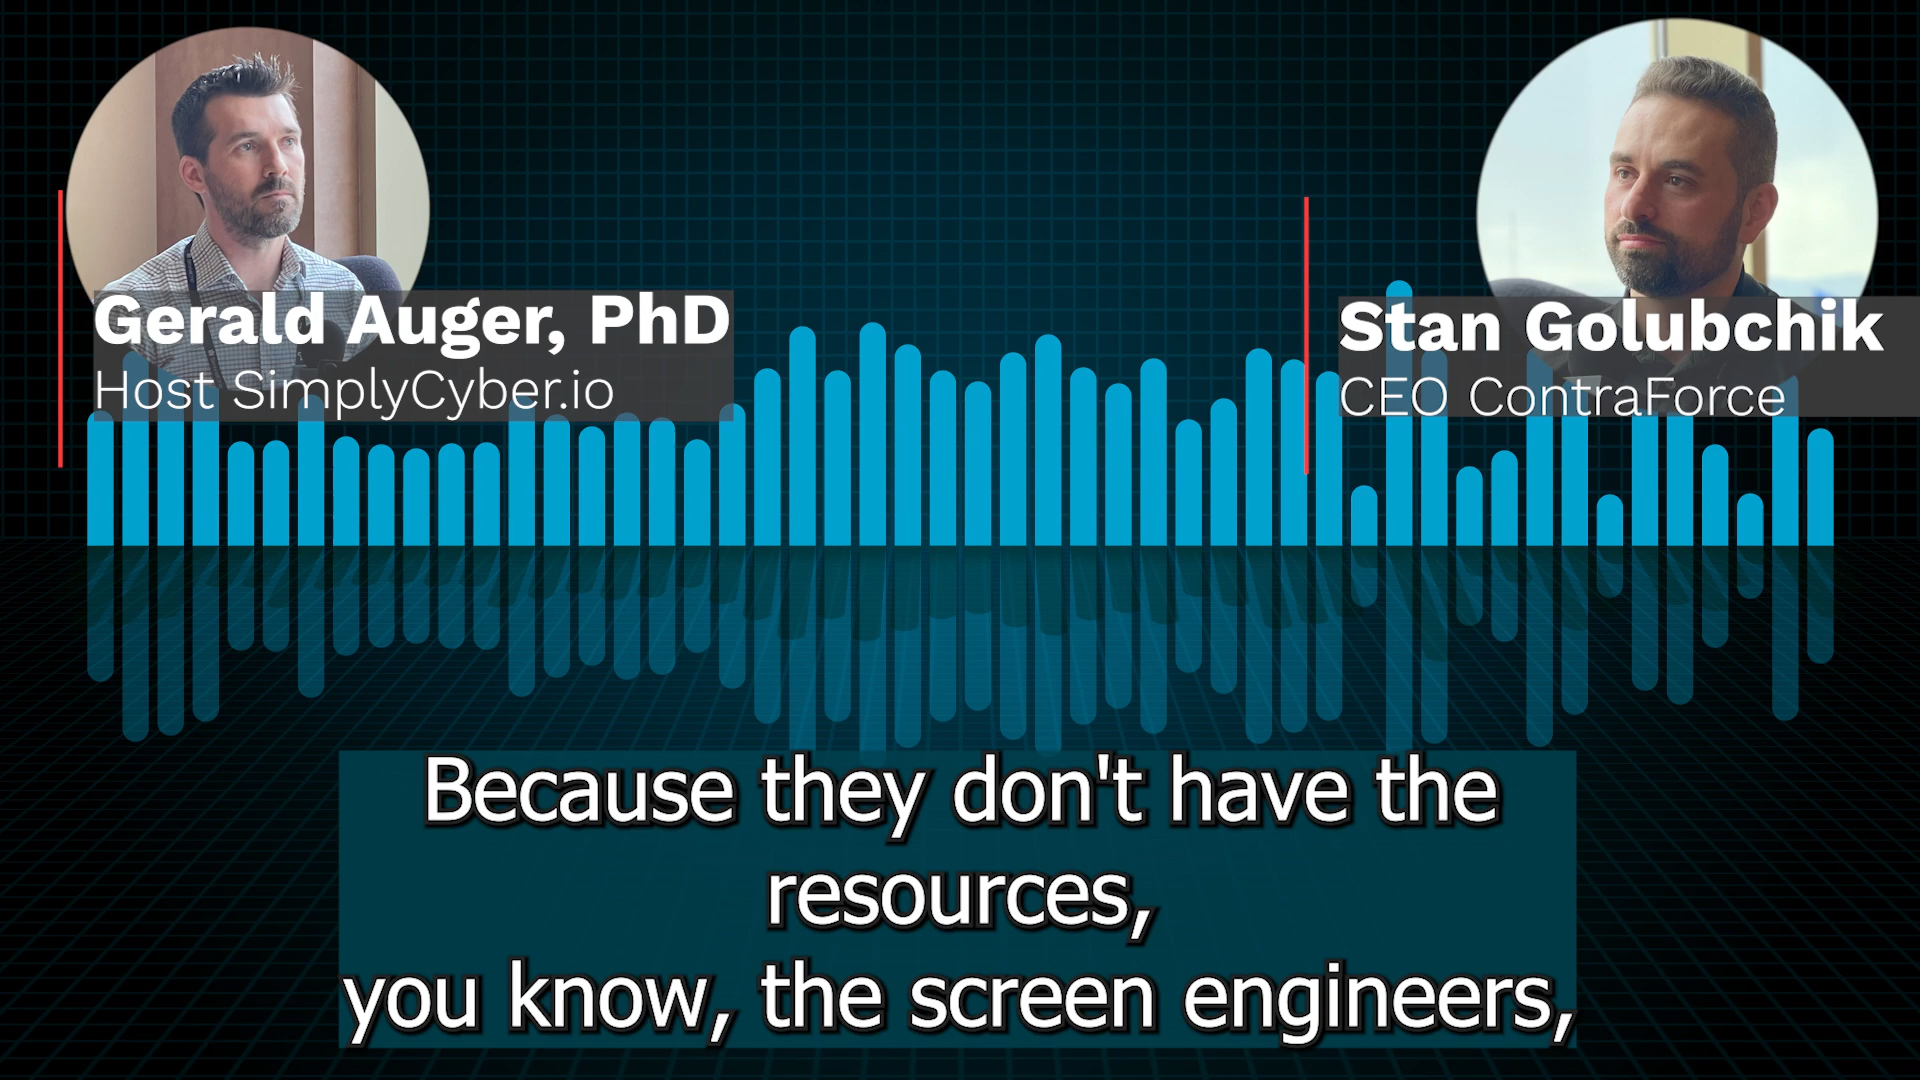 Gerald Auger, PhD
Host SimplyCyber.io
Stan Golubchik
CEO ContraForce
Because they don't have the
resources,
you know, the screen engineers,